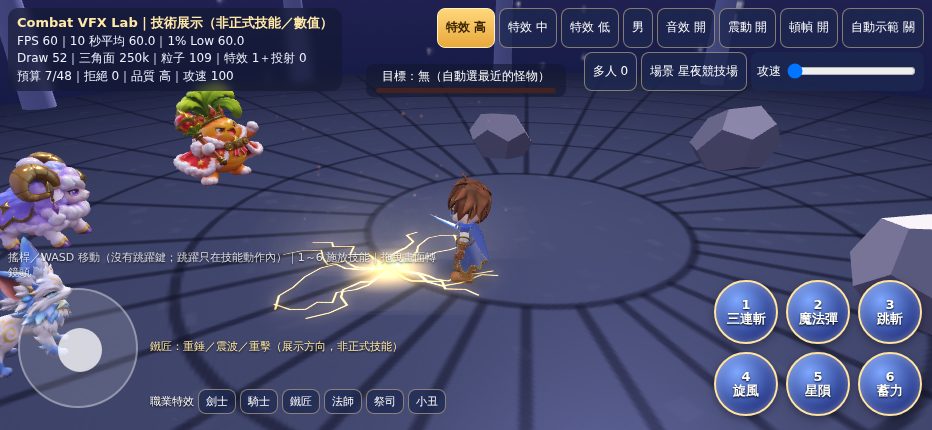 Combat VFX Lab｜技術展示（非正式技能／數值）
FPS 60｜10 秒平均 60.0｜1% Low 60.0
Draw 52｜三角面 250k｜粒子 109｜特效 1＋投射 0
預算 7/48｜拒絕 0｜品質 高｜攻速 100
特效 高
特效 中
特效 低
男
音效 開
震動 開
頓幀 開
自動示範 關
目標：無（自動選最近的怪物）
多人 0
場景 星夜競技場
攻速
搖桿／WASD 移動（沒有跳躍鍵；跳躍只在技能動作內）｜1～6 施放技能｜拖曳畫面轉
鏡頭
1
三連斬
2
魔法彈
3
跳斬
鐵匠：重錘／震波／重擊（展示方向，非正式技能）
4
旋風
5
星隕
6
蓄力
職業特效
劍士
騎士
鐵匠
法師
祭司
小丑